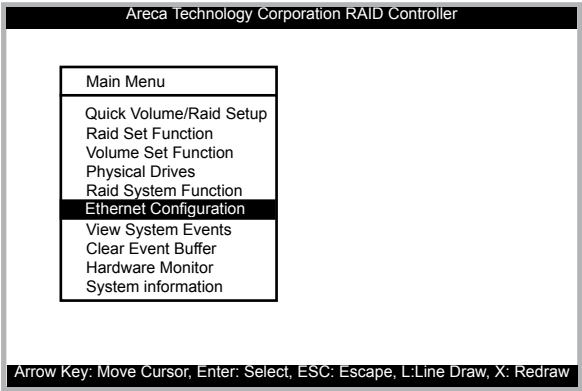 Areca Technology Corporation RAID Controller
Main Menu
Quick Volume/Raid Setup
Raid Set Function
Volume Set Function
Physical Drives
Raid System Function
Ethernet Configuration
View System Events
Clear Event Buffer
Hardware Monitor
System information
Arrow Key: Move Cursor, Enter: Select, ESC: Escape, L:Line Draw, X: Redraw